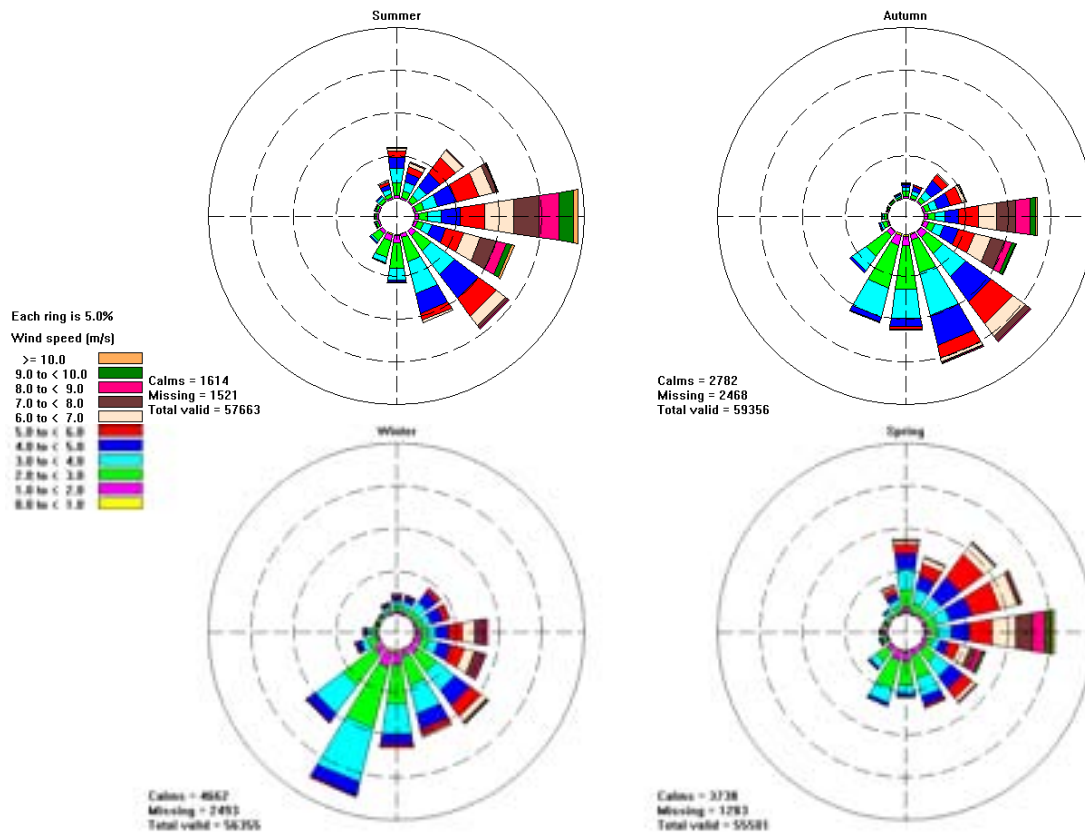 Summer
Autumn
Each ring is 5.0%
Wind speed (m/s)
>= 10.0
9.0 to < 10.0
8.0 to < 9.0
7.0 to < 8.0
6.0 to < 7.0
5.0 to < 6.0
4.0 to < 5.0
3.0 to < 4.0
2.0 to < 3.0
1.0 to < 2.0
0.0 to < 1.0
Calms = 1614
Missing = 1521
Total valid = 57663
Calms = 2782
Missing = 2468
Total valid = 59356
Winter
Spring
Calms = 4662
Missing = 2493
Total valid = 56355
Calms = 3738
Missing = 1283
Total valid =